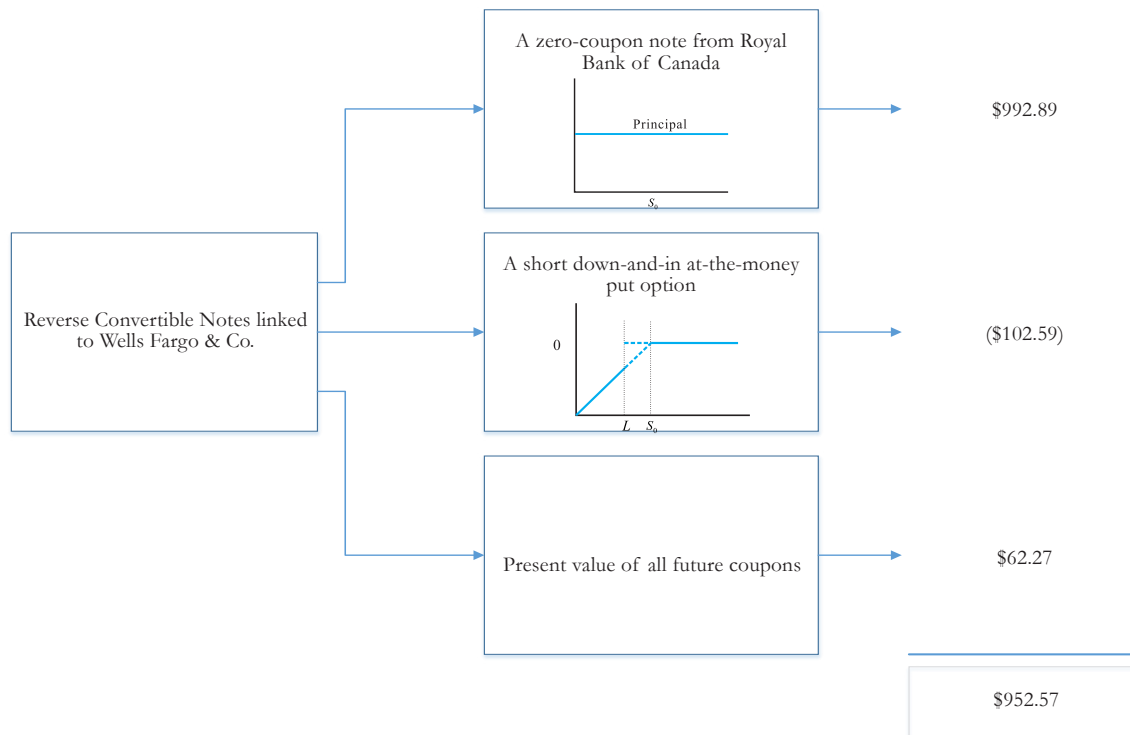 A zero-coupon note from Royal
Bank of Canada
Principal
S₀
$992.89
Reverse Convertible Notes linked
to Wells Fargo & Co.
A short down-and-in at-the-money
put option
0
L S₀
($102.59)
Present value of all future coupons
$62.27
$952.57